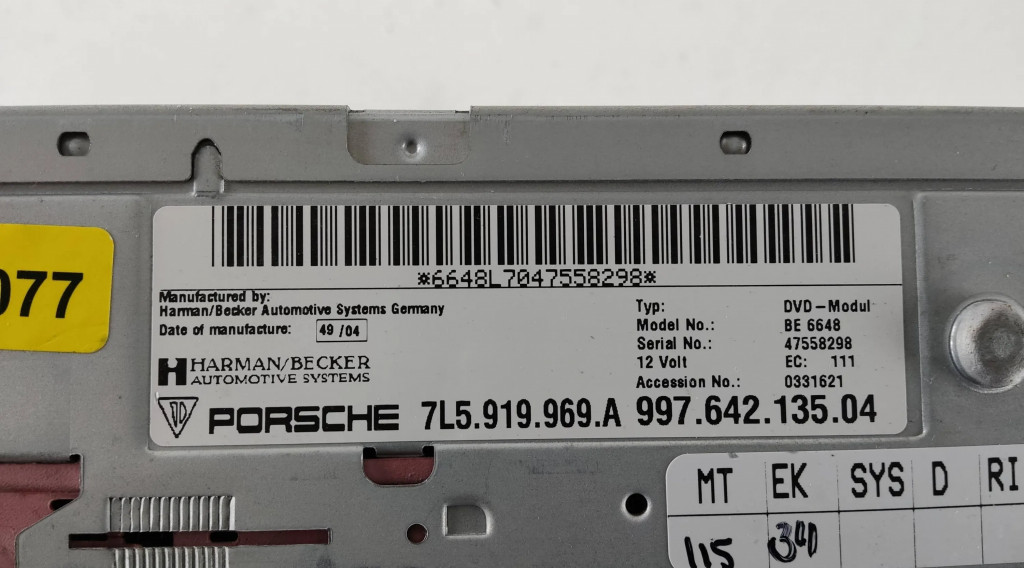 *6648L7047558298*
077
Manufactured by:
Harman/Becker Automotive Systems Germany
Date of manufacture: 49/04
HARMAN/BECKER
AUTOMOTIVE SYSTEMS
Typ: DVD-Modul
Model No.: BE 6648
Serial No.: 47558298
12 Volt EC: 111
Accession No.: 0331621
PORSCHE 7L5.919.969.A 997.642.135.04
MT EK SYS D RI
115